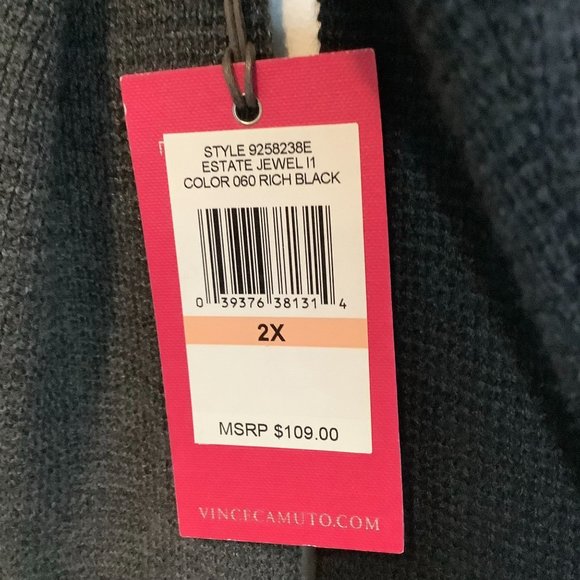 STYLE 9258238E
ESTATE JEWEL I1
COLOR 060 RICH BLACK
0 39376 38131 4
2X
MSRP $109.00
VINCECAMUTO.COM